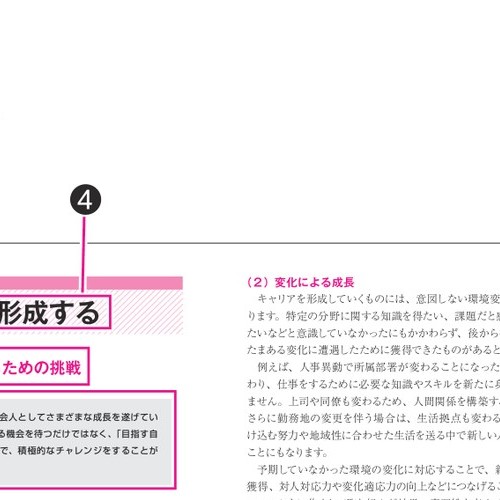 ❹
形成する
ための挑戦
会人としてさまざまな成長を遂げてい
る機会を待つだけではなく、「目指す自
で、積極的なチャレンジをすることが
（2）変化による成長
キャリアを形成していくものには、意図しない環境変
ります。特定の分野に関する知識を得たい、課題だと感
たいなどと意識していなかったにもかかわらず、後から
たまある変化に遭遇したために獲得できたものがあると
例えば、人事異動で所属部署が変わることになった
わり、仕事をするために必要な知識やスキルを新たに身
ません。上司や同僚も変わるため、人間関係を構築す
さらに勤務地の変更を伴う場合は、生活拠点も変わる
け込む努力や地域性に合わせた生活を送る中で新しい人
ことにもなります。
予期していなかった環境の変化に対応することで、新
獲得、対人対応力や変化適応力の向上などにつなげるこ